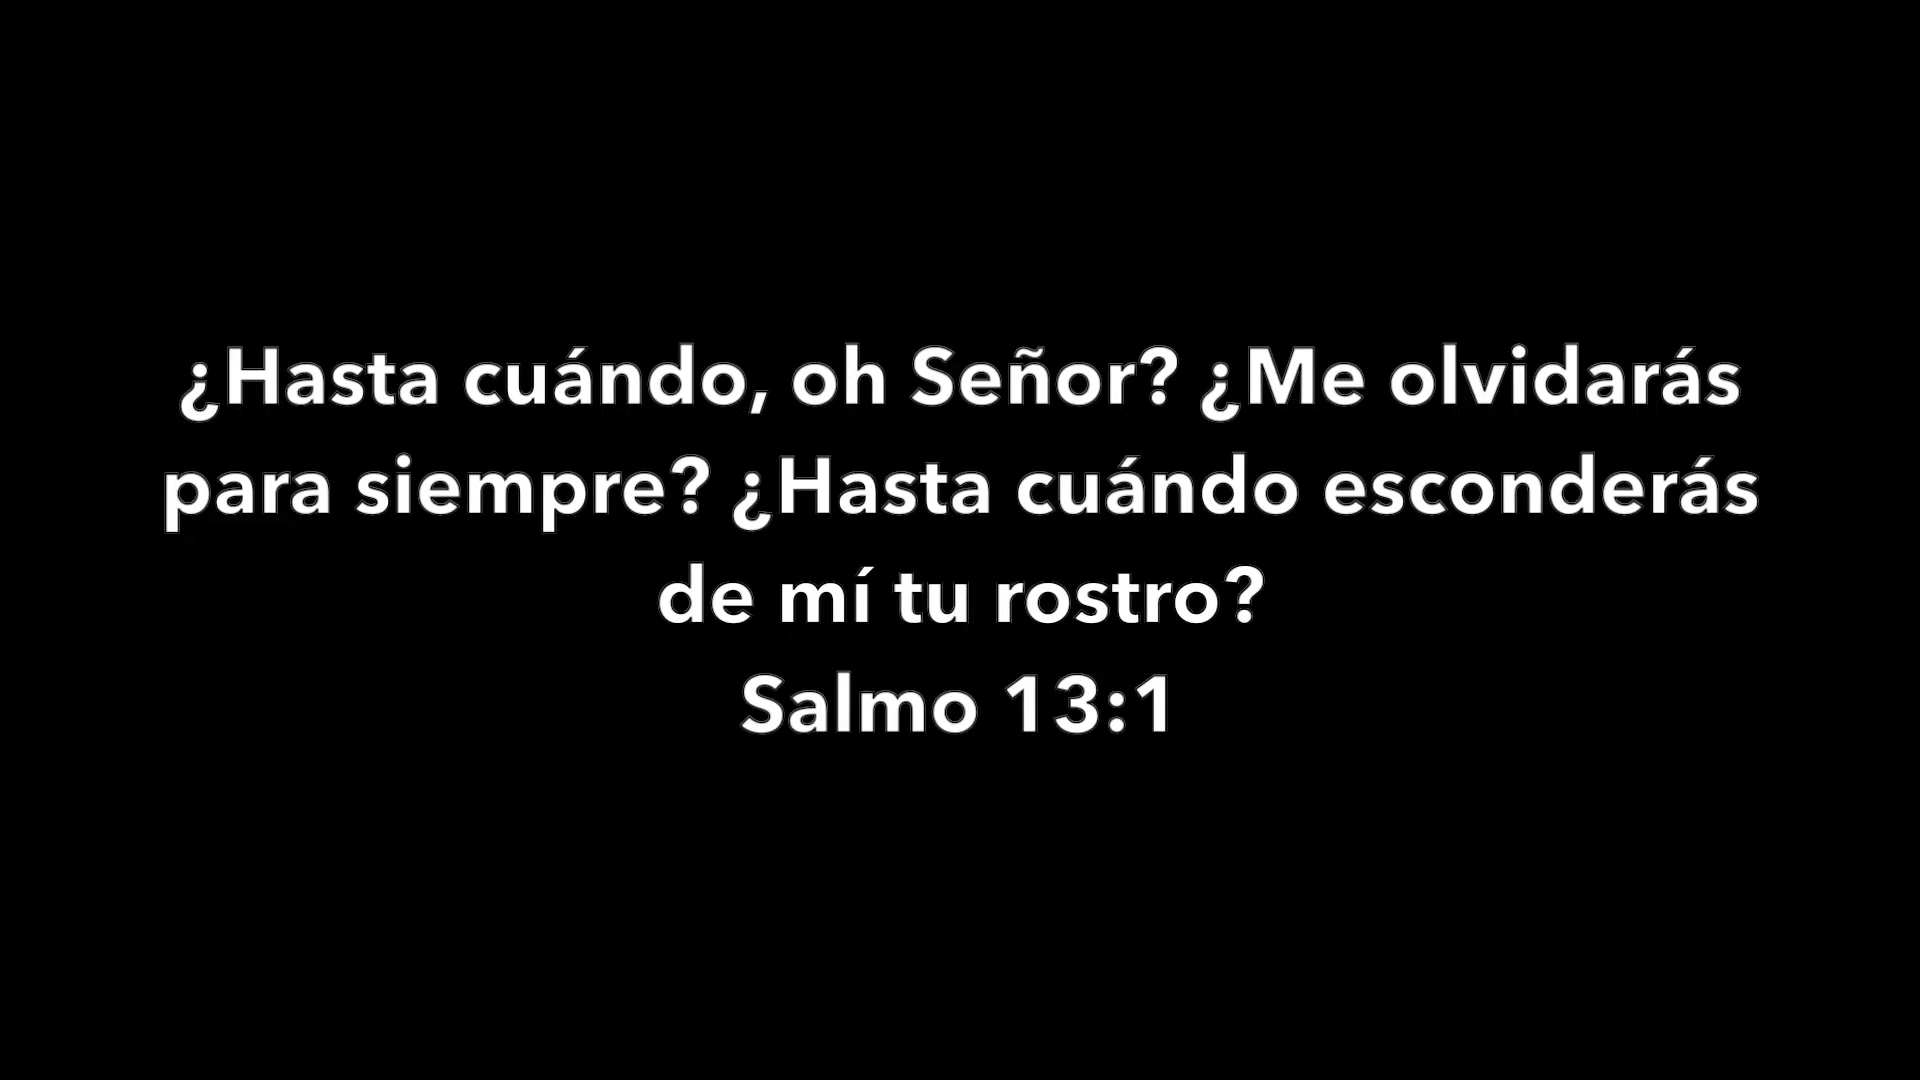 ¿Hasta cuándo, oh Señor? ¿Me olvidarás
para siempre? ¿Hasta cuándo esconderás
de mí tu rostro?
Salmo 13:1